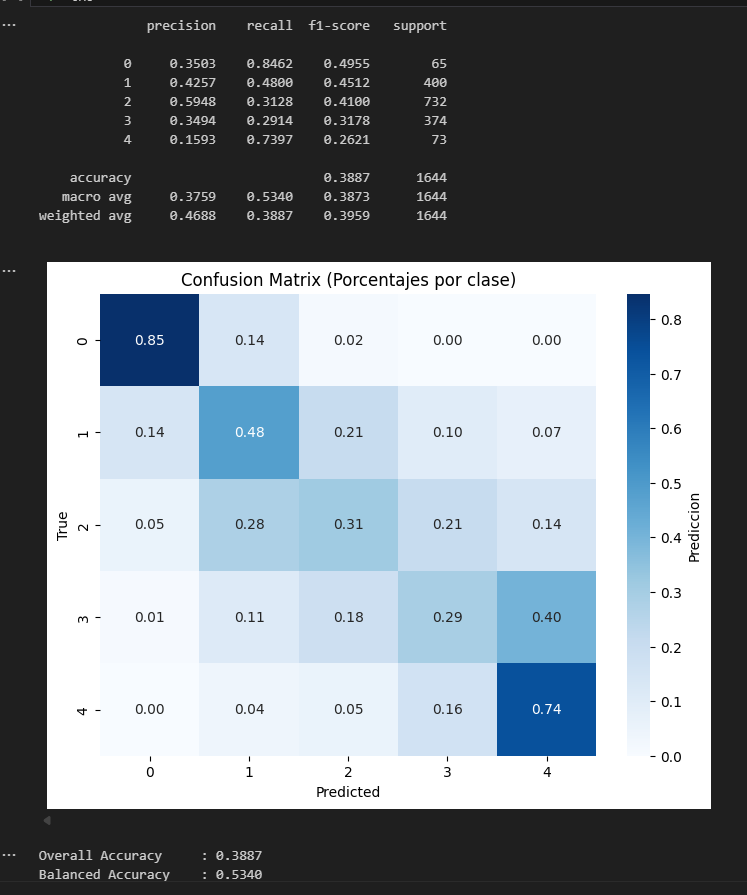 precision recall f1-score support
0 0.3503 0.8462 0.4955 65
1 0.4257 0.4800 0.4512 400
2 0.5948 0.3128 0.4100 732
3 0.3494 0.2914 0.3178 374
4 0.1593 0.7397 0.2621 73
accuracy 0.3887 1644
macro avg 0.3759 0.5340 0.3873 1644
weighted avg 0.4688 0.3887 0.3959 1644
Confusion Matrix (Porcentajes por clase)
0 0.85 0.14 0.02 0.00 0.00
1 0.14 0.48 0.21 0.10 0.07
2 0.05 0.28 0.31 0.21 0.14
3 0.01 0.11 0.18 0.29 0.40
4 0.00 0.04 0.05 0.16 0.74
0 1 2 3 4
Predicted
True
0.8
0.7
0.6
0.5
0.4
0.3
0.2
0.1
0.0
Prediccion
Overall Accuracy : 0.3887
Balanced Accuracy : 0.5340